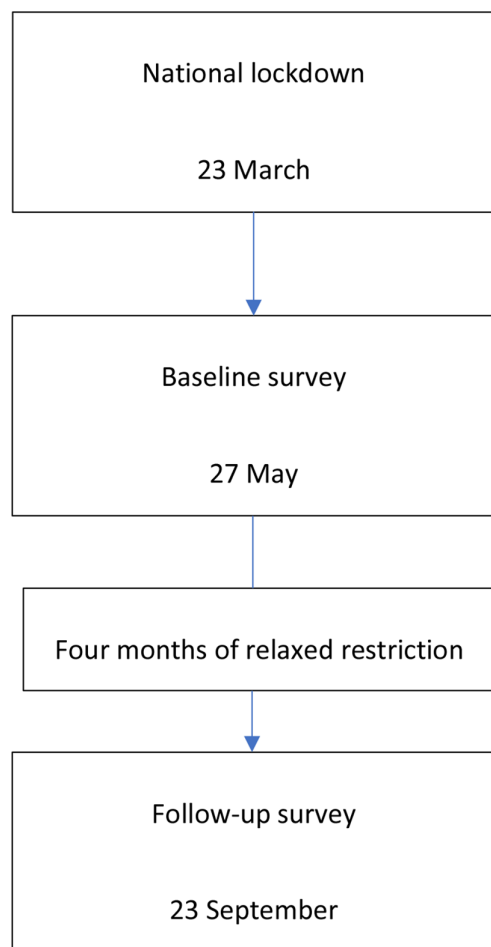 National lockdown
23 March
Baseline survey
27 May
Four months of relaxed restriction
Follow-up survey
23 September